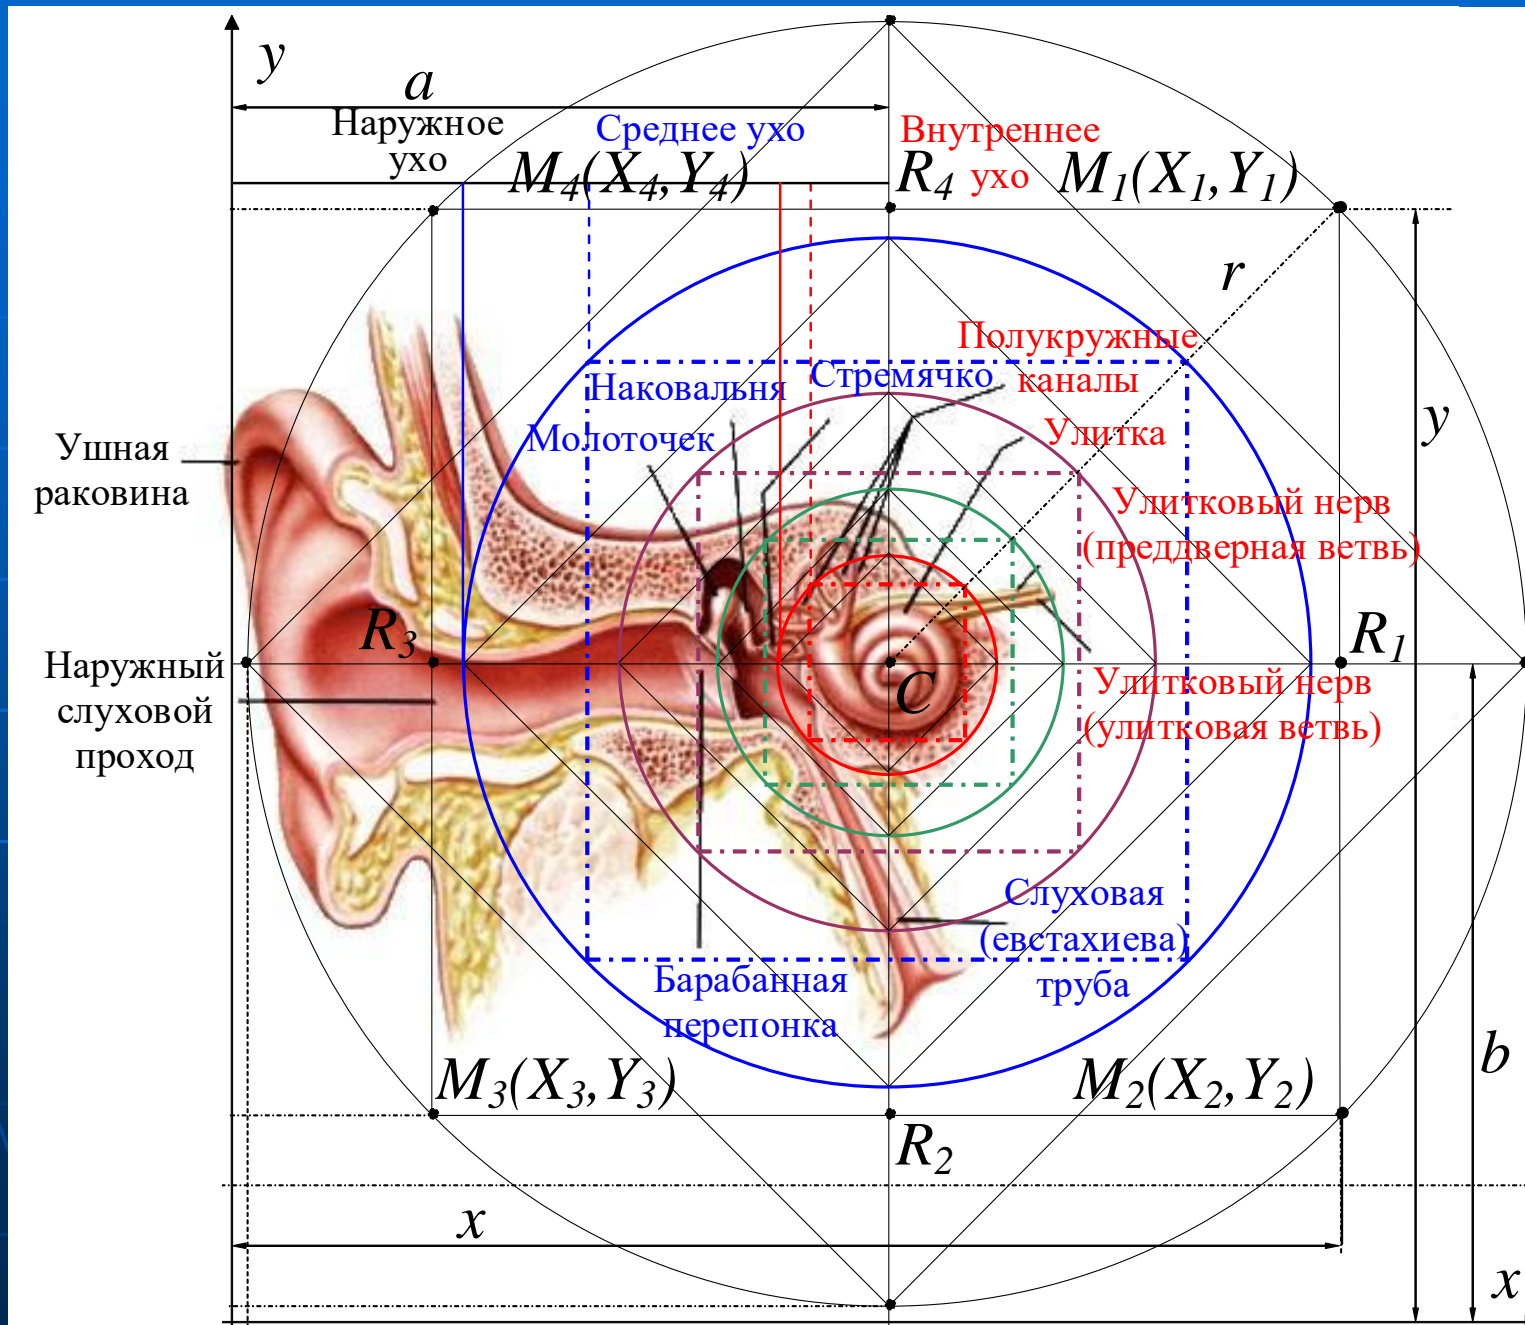 y
a
Наружное
ухо
Среднее ухо
Внутреннее
ухо
M4(X4,Y4)
R4
M1(X1,Y1)
r
Полукружные
каналы
Наковальня
Стремячко
Молоточек
Улитка
y
Ушная
раковина
Улитковый нерв
(преддверная ветвь)
R3
R1
Наружный
слуховой
проход
C
Улитковый нерв
(улитковая ветвь)
Слуховая
(евстахиева)
труба
Барабанная
перепонка
M3(X3,Y3)
M2(X2,Y2)
b
R2
x
x